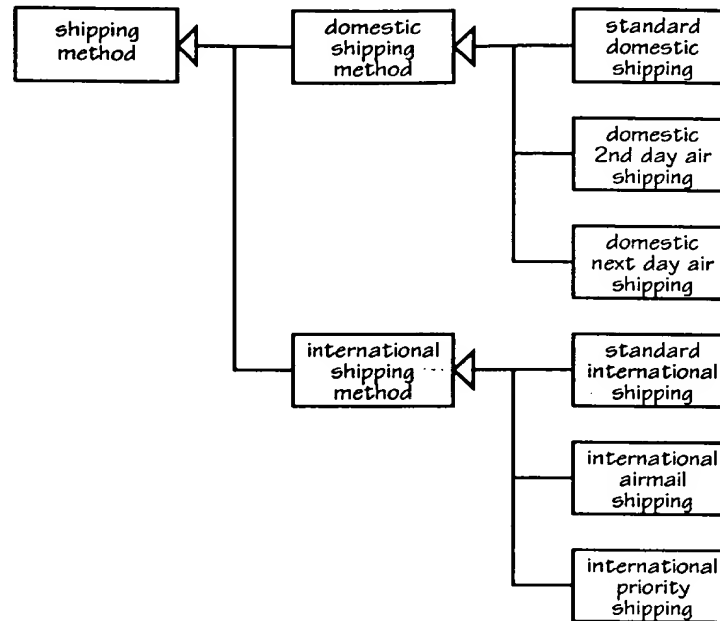 shipping
method
domestic
shipping
method
standard
domestic
shipping
domestic
2nd day air
shipping
domestic
next day air
shipping
international
shipping
method
standard
international
shipping
international
airmail
shipping
international
priority
shipping